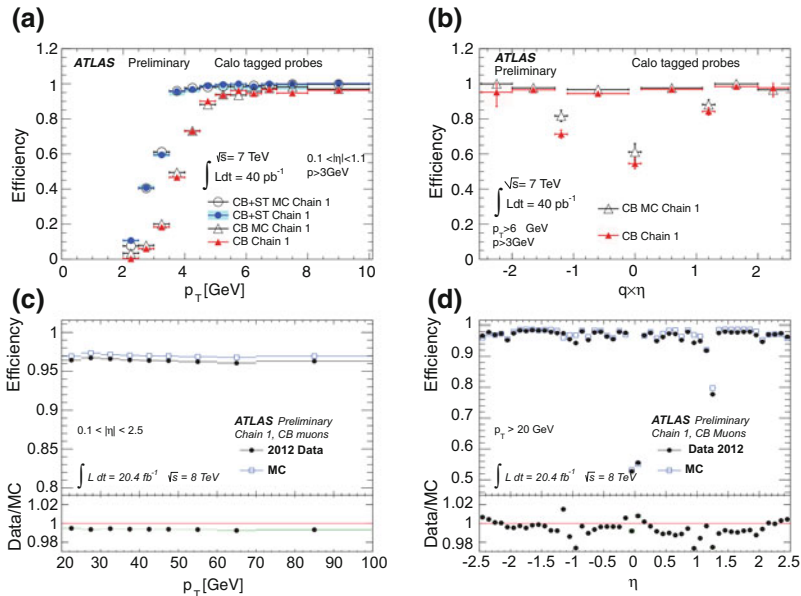 (a)
ATLAS Preliminary Calo tagged probes
Efficiency
1.2
1
0.8
0.6
0.4
0.2
0
√s = 7 TeV
∫ Ldt = 40 pb⁻¹
0.1 <|η|<1.1
p>3GeV
CB+ST MC Chain 1
CB+ST Chain 1
CB MC Chain 1
CB Chain 1
0 2 4 6 8 10
p_T [GeV]
(b)
ATLAS
Preliminary
Calo tagged probes
Efficiency
1.2
1
0.8
0.6
0.4
0.2
0
√s = 7 TeV
∫ Ldt = 40 pb⁻¹
p_T>6 GeV
p>3GeV
CB MC Chain 1
CB Chain 1
-2 -1 0 1 2
q×η
(c)
Efficiency
1
0.95
0.9
0.85
0.8
0.1 < |η| < 2.5
ATLAS Preliminary
Chain 1, CB muons
2012 Data
MC
∫ L dt = 20.4 fb⁻¹ √s = 8 TeV
Data/MC
1.02
1
0.98
20 30 40 50 60 70 80 90 100
p_T [GeV]
(d)
Efficiency
1
0.9
0.8
0.7
0.6
0.5
p_T > 20 GeV
ATLAS Preliminary
Chain 1, CB Muons
Data 2012
MC
∫ L dt = 20.4 fb⁻¹ √s = 8 TeV
Data/MC
1.02
1
0.98
-2.5 -2 -1.5 -1 -0.5 0 0.5 1 1.5 2 2.5
η